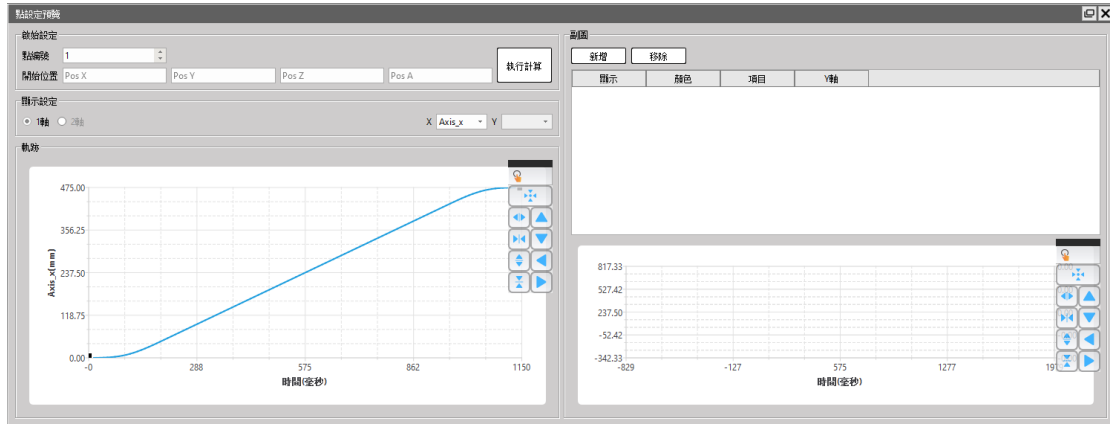 點設定預覽
啟始設定
點編號 1
開始位置 Pos X Pos Y Pos Z Pos A
執行計算
顯示設定
1軸 2軸 X Axis_x Y
軌跡
475.00
356.25
237.50
118.75
0.00
Axis_x(mm)
-0 288 575 862 1150
時間(毫秒)
副圖
新增 移除
顯示 顏色 項目 Y軸
817.33
527.42
237.50
-52.42
-342.33
-829 -127 575 1277
時間(毫秒)